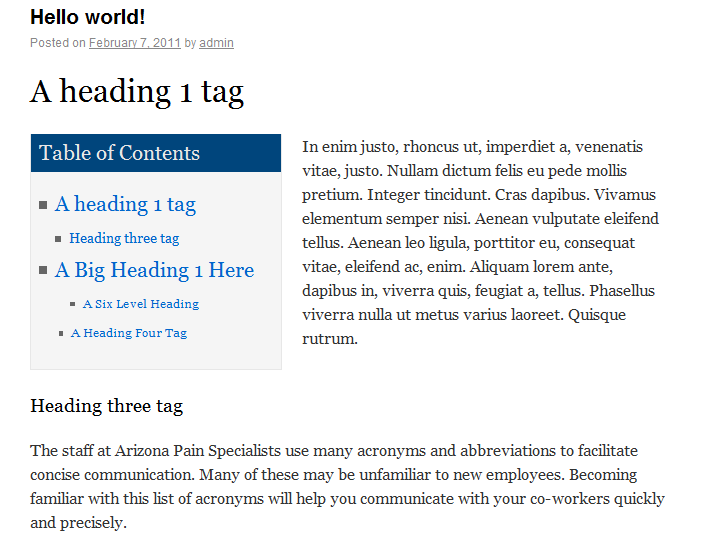 Hello world!
Posted on February 7, 2011 by admin
A heading 1 tag
Table of Contents
A heading 1 tag
Heading three tag
A Big Heading 1 Here
A Six Level Heading
A Heading Four Tag
In enim justo, rhoncus ut, imperdiet a, venenatis
vitae, justo. Nullam dictum felis eu pede mollis
pretium. Integer tincidunt. Cras dapibus. Vivamus
elementum semper nisi. Aenean vulputate eleifend
tellus. Aenean leo ligula, porttitor eu, consequat
vitae, eleifend ac, enim. Aliquam lorem ante,
dapibus in, viverra quis, feugiat a, tellus. Phasellus
viverra nulla ut metus varius laoreet. Quisque
rutrum.
Heading three tag
The staff at Arizona Pain Specialists use many acronyms and abbreviations to facilitate
concise communication. Many of these may be unfamiliar to new employees. Becoming
familiar with this list of acronyms will help you communicate with your co-workers quickly
and precisely.